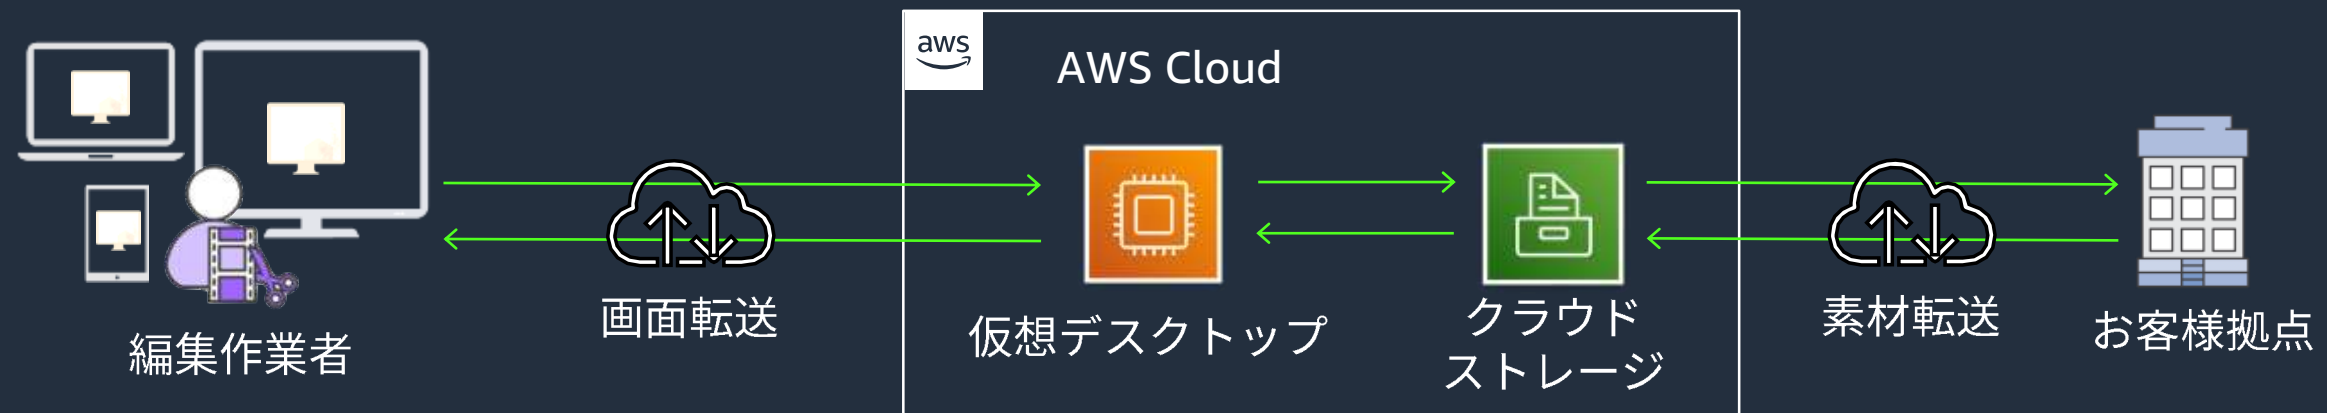 aws
AWS Cloud
編集作業者
画面転送
仮想デスクトップ
クラウド
ストレージ
素材転送
お客様拠点